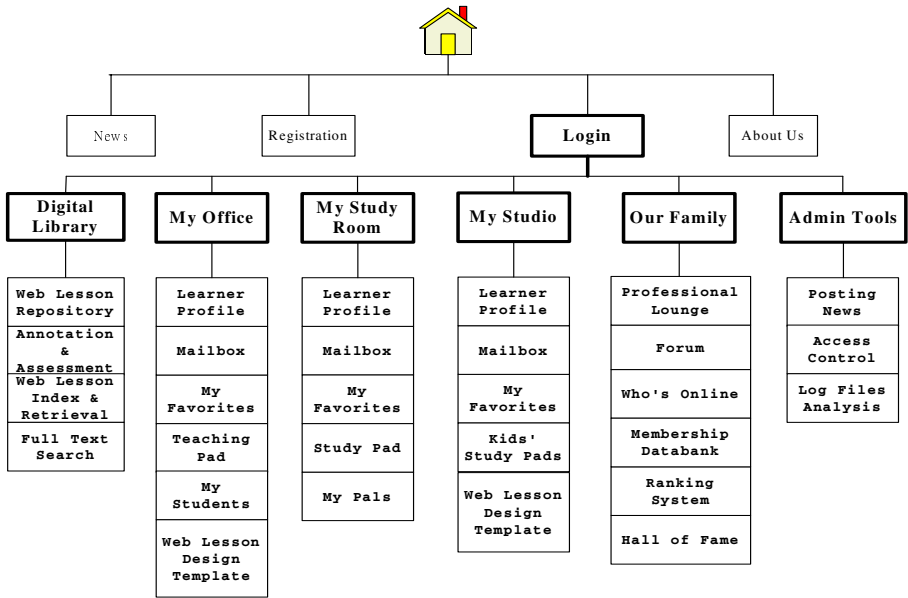 News
Registration
Login
About Us
Digital
Library
My Office
My Study
Room
My Studio
Our Family
Admin Tools
Web Lesson
Repository
Annotation
&
Assessment
Web Lesson
Index &
Retrieval
Full Text
Search
Learner
Profile
Mailbox
My
Favorites
Teaching
Pad
My
Students
Web Lesson
Design
Template
Learner
Profile
Mailbox
My
Favorites
Study Pad
My Pals
Learner
Profile
Mailbox
My
Favorites
Kids'
Study Pads
Web Lesson
Design
Template
Professional
Lounge
Forum
Who's Online
Membership
Databank
Ranking
System
Hall of Fame
Posting
News
Access
Control
Log Files
Analysis